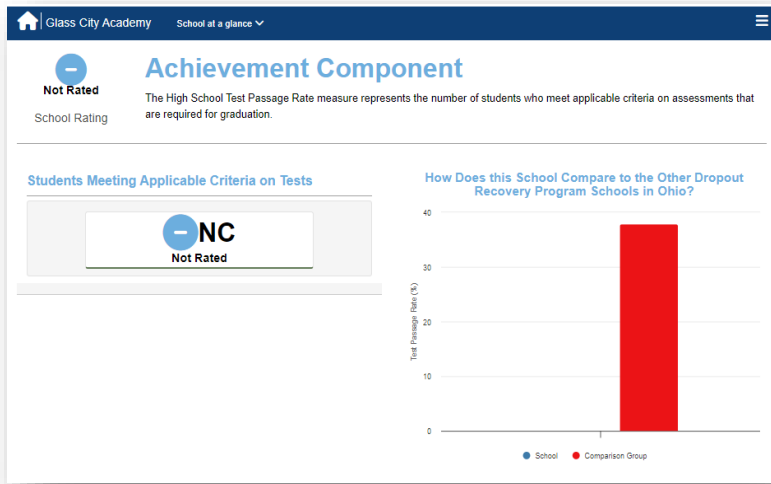 Glass City Academy
School at a glance
Not Rated
School Rating
Achievement Component
The High School Test Passage Rate measure represents the number of students who meet applicable criteria on assessments that
are required for graduation.
Students Meeting Applicable Criteria on Tests
NC
Not Rated
How Does this School Compare to the Other Dropout
Recovery Program Schools in Ohio?
Test Passage Rate (%)
40
30
20
10
0
School
Comparison Group